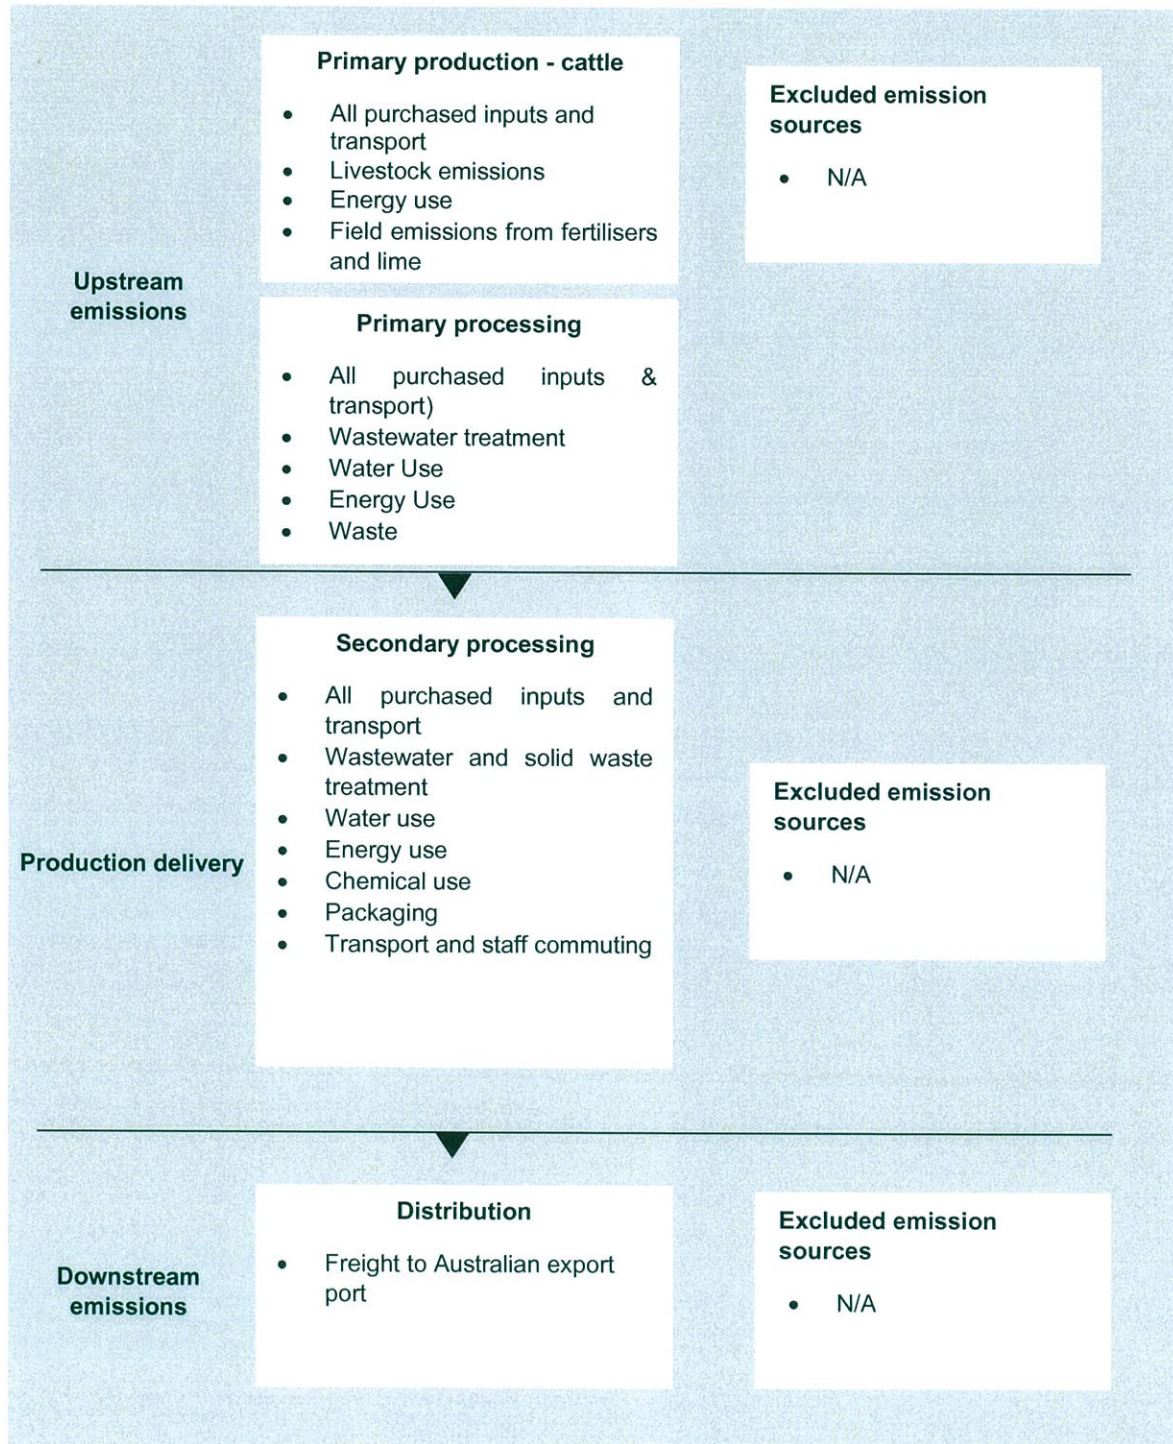 Primary production - cattle
• All purchased inputs and
transport
• Livestock emissions
• Energy use
• Field emissions from fertilisers
and lime
Excluded emission
sources
• N/A
Upstream
emissions
Primary processing
• All purchased inputs &
transport)
• Wastewater treatment
• Water Use
• Energy Use
• Waste
Secondary processing
• All purchased inputs and
transport
• Wastewater and solid waste
treatment
• Water use
• Energy use
• Chemical use
• Packaging
• Transport and staff commuting
Excluded emission
sources
• N/A
Production delivery
Distribution
• Freight to Australian export
port
Excluded emission
sources
• N/A
Downstream
emissions